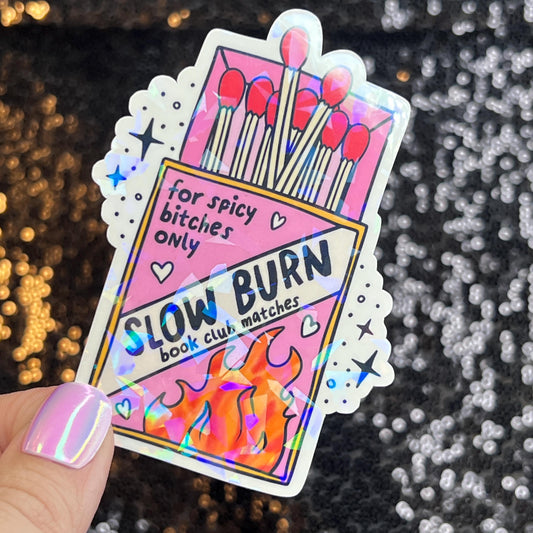 for spicy
bitches
only
SLOW BURN
book club matches